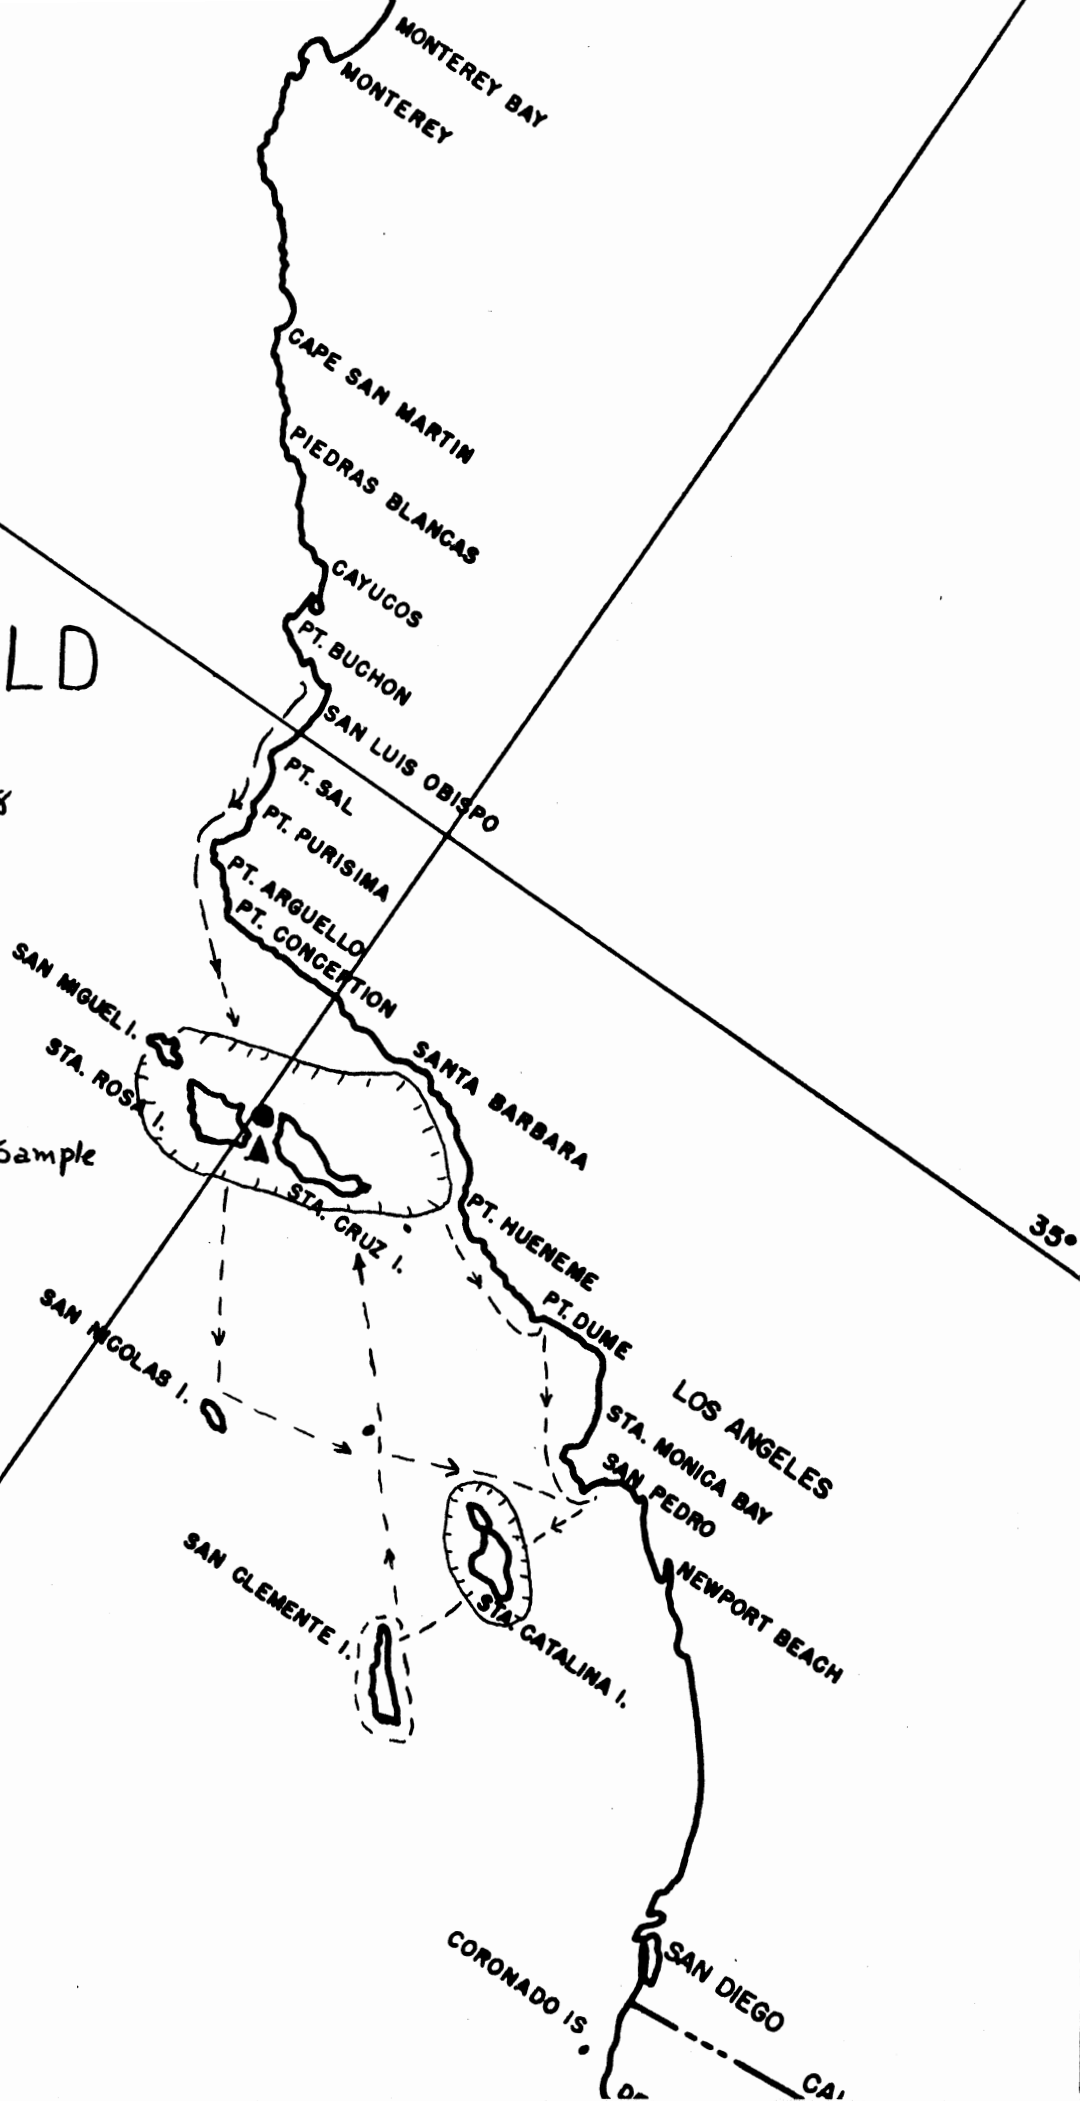 MONTEREY BAY
MONTEREY
CAPE SAN MARTIN
PIEDRAS BLANCAS
CAYUCOS
PT. BUCHON
LD
SAN LUIS OBISPO
PT. SAL
PT. PURISIMA
PT. ARGUELLO
PT. CONCEPTION
SAN MIGUEL I.
STA. ROSA I.
SANTA BARBARA
Sample
STA. CRUZ I.
PT. HUENEME
35°
SAN NICOLAS I.
PT. DUME
LOS ANGELES
STA. MONICA BAY
SAN PEDRO
SAN CLEMENTE I.
NEWPORT BEACH
STA. CATALINA I.
CORONADO IS.
SAN DIEGO